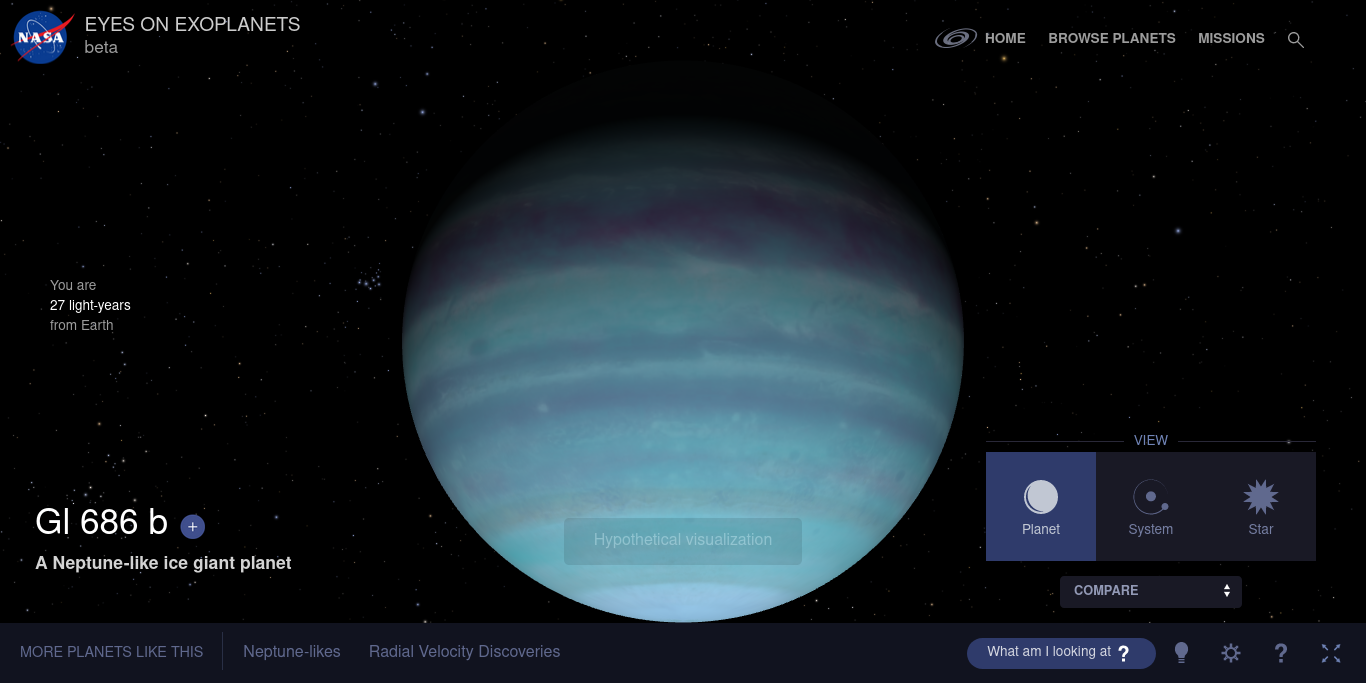 NASA
EYES ON EXOPLANETS
beta
HOME
BROWSE PLANETS
MISSIONS
You are
27 light-years
from Earth
VIEW
Planet
System
Star
Gl 686 b +
A Neptune-like ice giant planet
Hypothetical visualization
COMPARE
MORE PLANETS LIKE THIS
Neptune-likes
Radial Velocity Discoveries
What am I looking at ?
?